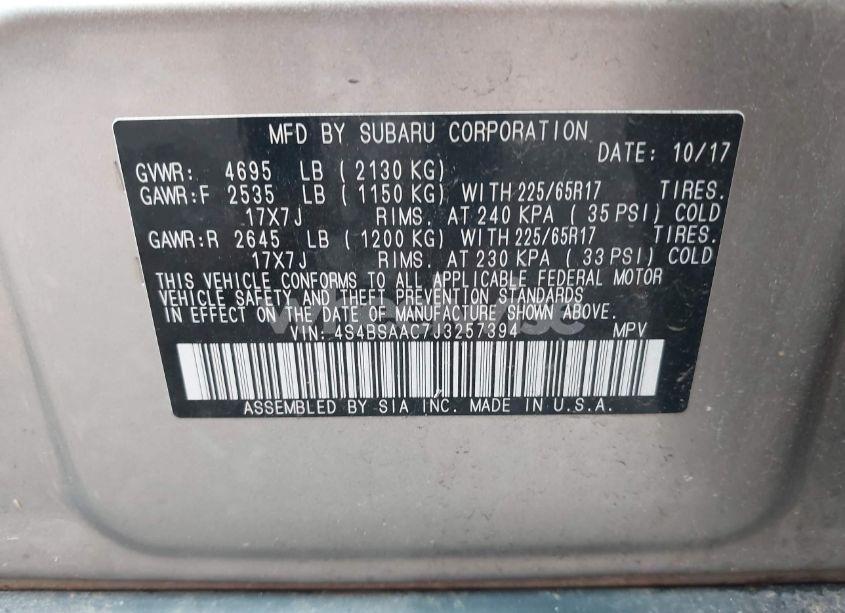 MFD BY SUBARU CORPORATION
DATE: 10/17
GVWR: 4695 LB ( 2130 KG)
GAWR:F 2535 LB ( 1150 KG) WITH 225/65R17 TIRES.
17X7J RIMS. AT 240 KPA ( 35 PSI) COLD
GAWR:R 2645 LB ( 1200 KG) WITH 225/65R17 TIRES.
17X7J RIMS. AT 230 KPA ( 33 PSI) COLD
THIS VEHICLE CONFORMS TO ALL APPLICABLE FEDERAL MOTOR
VEHICLE SAFETY AND THEFT PREVENTION STANDARDS
IN EFFECT ON THE DATE OF MANUFACTURE SHOWN ABOVE.
VIN: 4S4BSAAC7J3257394 MPV
ASSEMBLED BY SIA INC. MADE IN U.S.A.